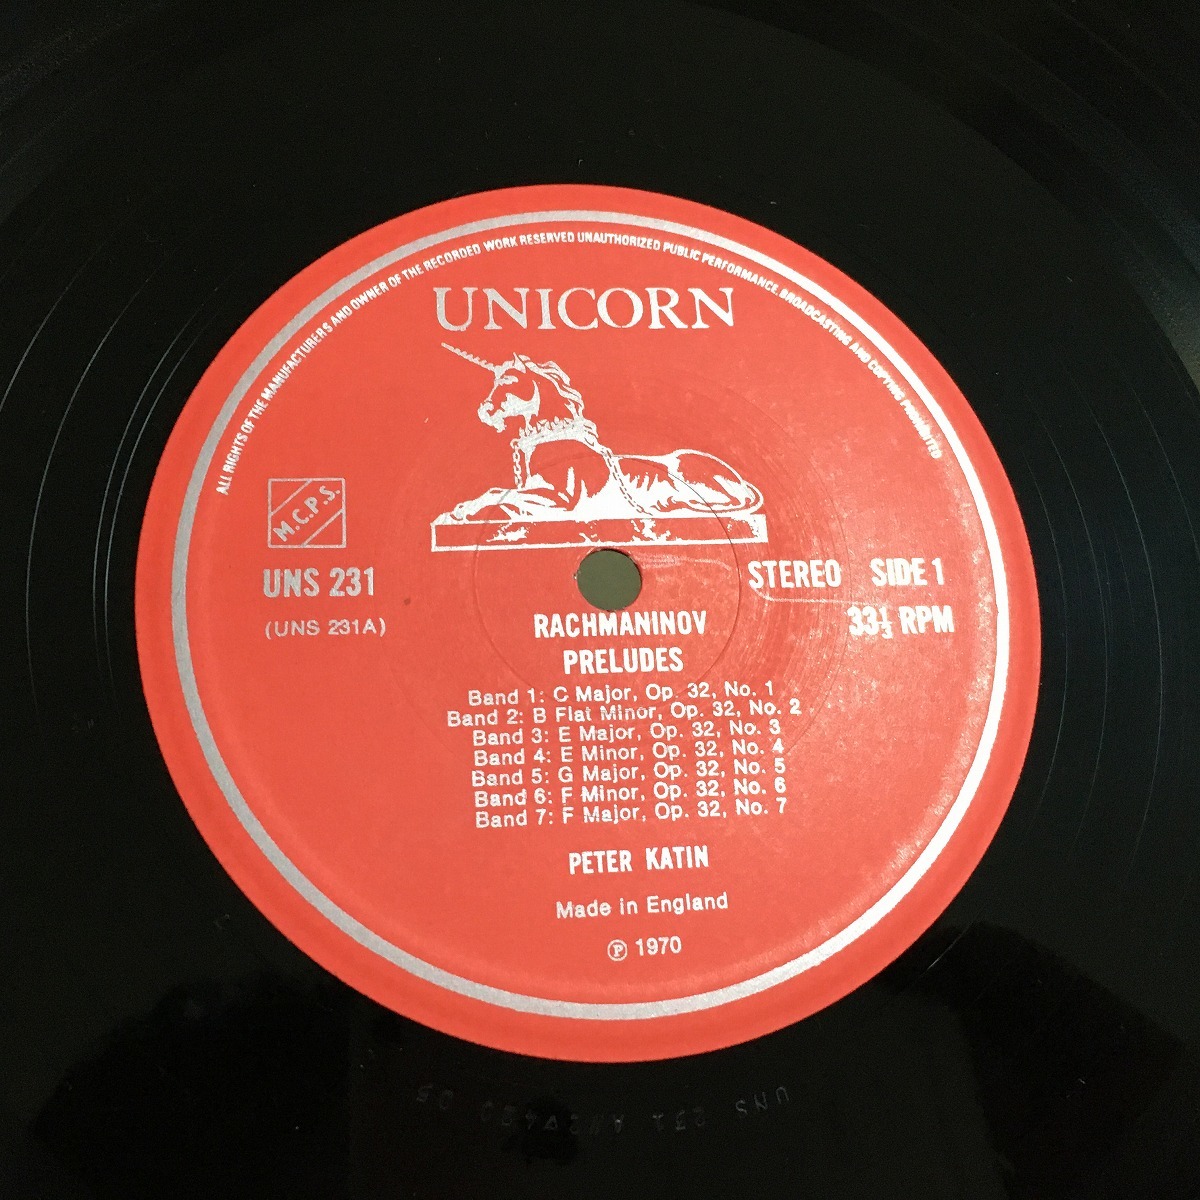 ALL RIGHTS OF THE MANUFACTURERS AND OWNER OF THE RECORDED WORK RESERVED UNAUTHORIZED PUBLIC PERFORMANCE, BROADCASTING AND COPYING PROHIBITED
UNICORN
M.C.P.S.
UNS 231
(UNS 231A)
STEREO SIDE 1
33⅓ RPM
RACHMANINOV
PRELUDES
Band 1: C Major, Op. 32, No. 1
Band 2: B Flat Minor, Op. 32, No. 2
Band 3: E Major, Op. 32, No. 3
Band 4: E Minor, Op. 32, No. 4
Band 5: G Major, Op. 32, No. 5
Band 6: F Minor, Op. 32, No. 6
Band 7: F Major, Op. 32, No. 7
PETER KATIN
Made in England
Ⓟ 1970
UNS 231 A